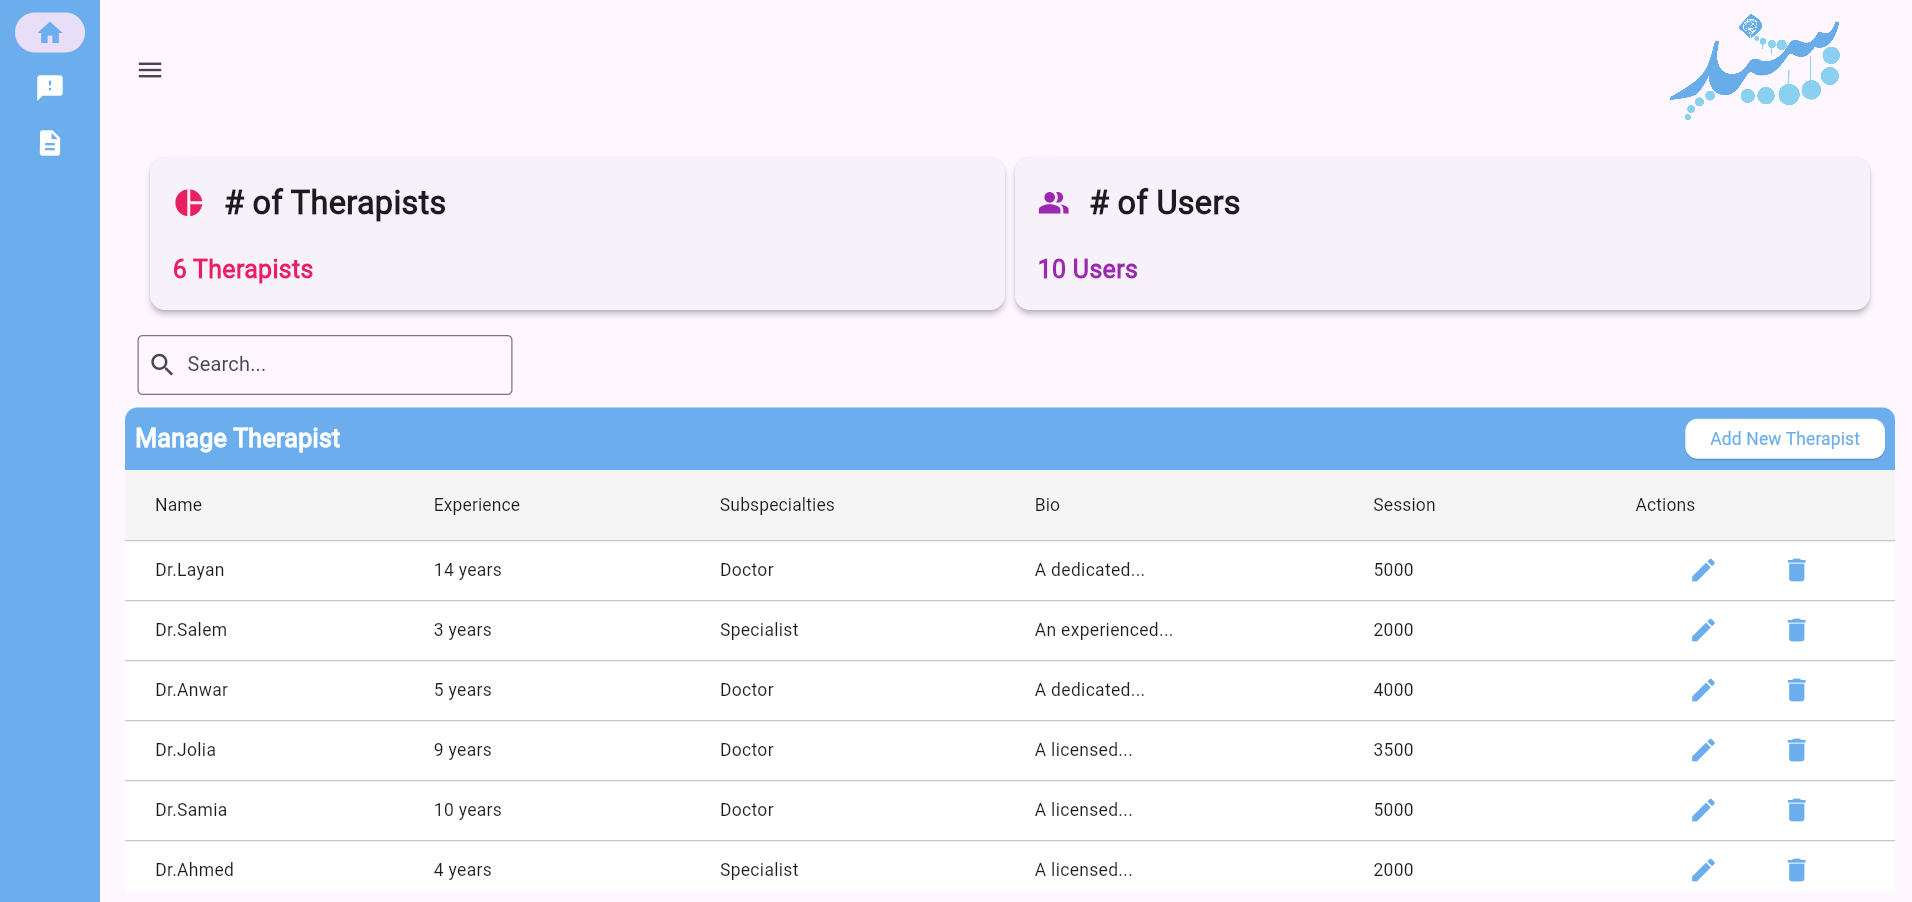 # of Therapists
6 Therapists
# of Users
10 Users
Search...
Manage Therapist
Add New Therapist
Name Experience Subspecialties Bio Session Actions
Dr.Layan 14 years Doctor A dedicated... 5000
Dr.Salem 3 years Specialist An experienced... 2000
Dr.Anwar 5 years Doctor A dedicated... 4000
Dr.Jolia 9 years Doctor A licensed... 3500
Dr.Samia 10 years Doctor A licensed... 5000
Dr.Ahmed 4 years Specialist A licensed... 2000